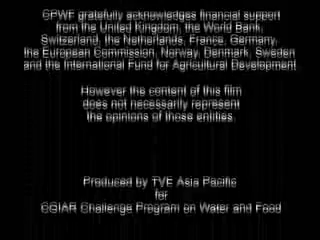 CPWF gratefully acknowledges financial support
from the United Kingdom, the World Bank,
Switzerland, the Netherlands, France, Germany,
the European Commission, Norway, Denmark, Sweden
and the International Fund for Agricultural Development.
However the content of this film
does not necessarily represent
the opinions of those entities.
Produced by TVE Asia Pacific
for
CGIAR Challenge Program on Water and Food